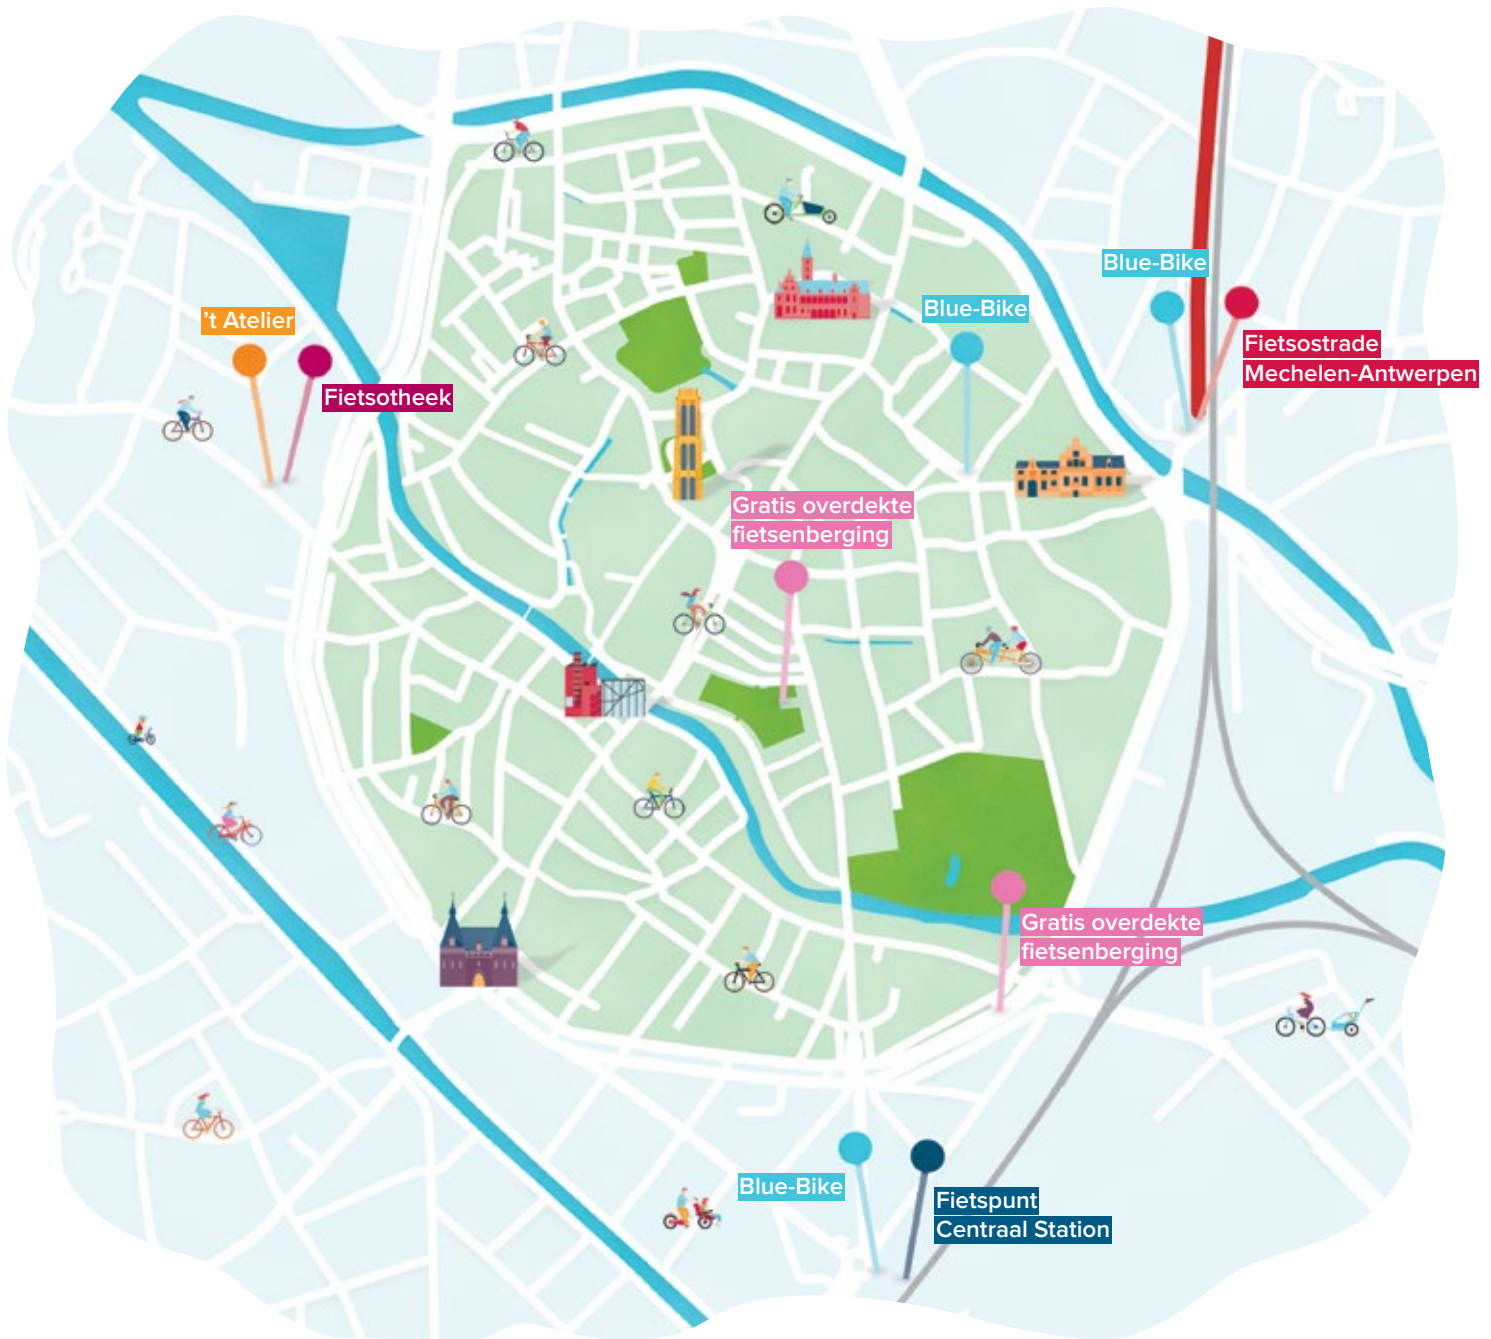 Blue-Bike
Blue-Bike
't Atelier
Fietsostrade
Mechelen-Antwerpen
Fietsotheek
Gratis overdekte
fietsenberging
Gratis overdekte
fietsenberging
Blue-Bike
Fietspunt
Centraal Station